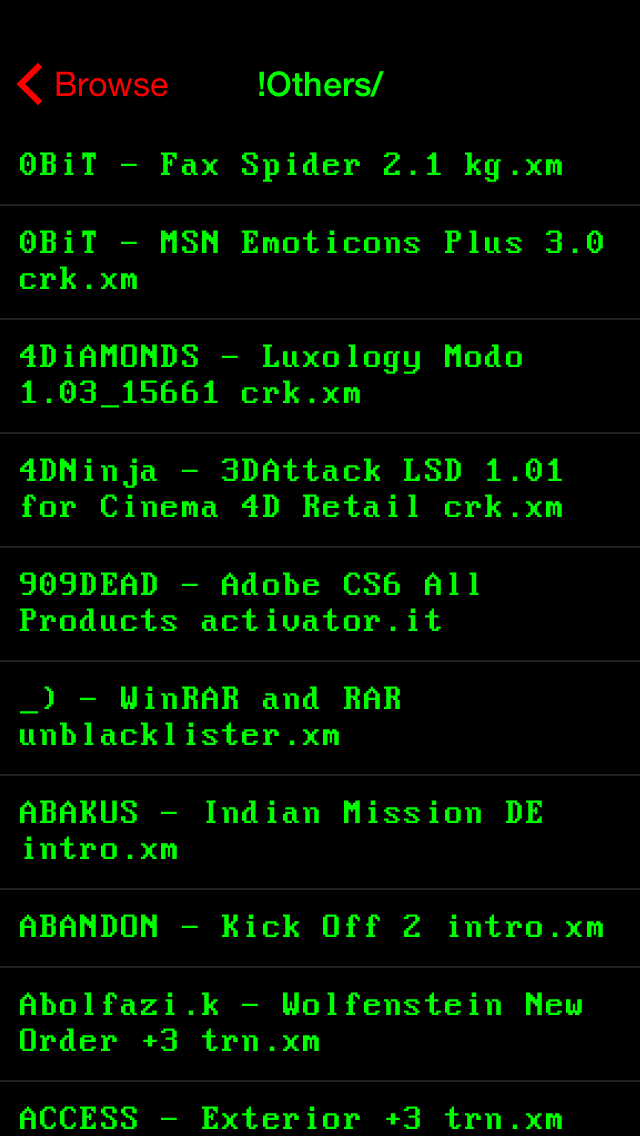 Browse
!Others/
0BiT - Fax Spider 2.1 kg.xm
0BiT - MSN Emoticons Plus 3.0
crk.xm
4DiAMONDS - Luxology Modo
1.03_15661 crk.xm
4DNinja - 3DAttack LSD 1.01
for Cinema 4D Retail crk.xm
909DEAD - Adobe CS6 All
Products activator.it
_) - WinRAR and RAR
unblacklister.xm
ABAKUS - Indian Mission DE
intro.xm
ABANDON - Kick Off 2 intro.xm
Abolfazi.k - Wolfenstein New
Order +3 trn.xm
ACCESS - Exterior +3 trn.xm